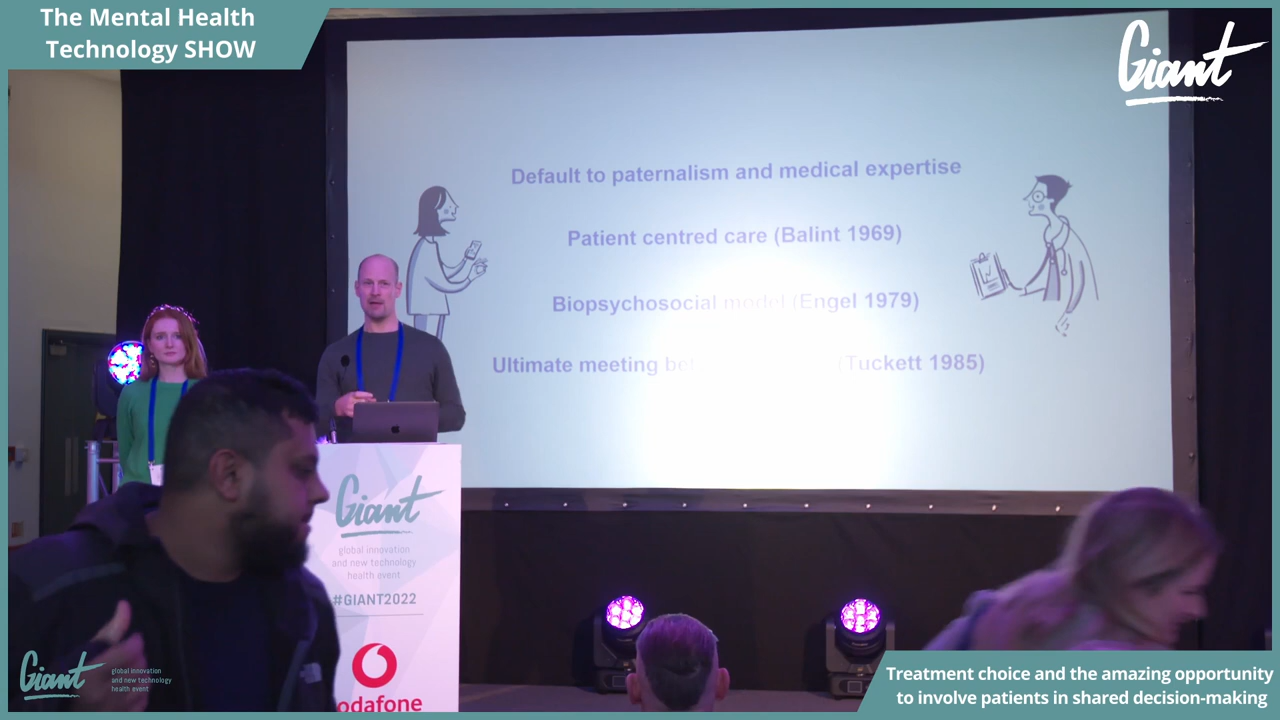 The Mental Health
Technology SHOW
Giant
Default to paternalism and medical expertise
Patient centred care (Balint 1969)
Biopsychosocial model (Engel 1979)
Ultimate meeting (Tuckett 1985)
Giant
global innovation
and new technology
health event
#GIANT2022
odafone
Giant
global innovation
and new technology
health event
Treatment choice and the amazing opportunity
to involve patients in shared decision-making